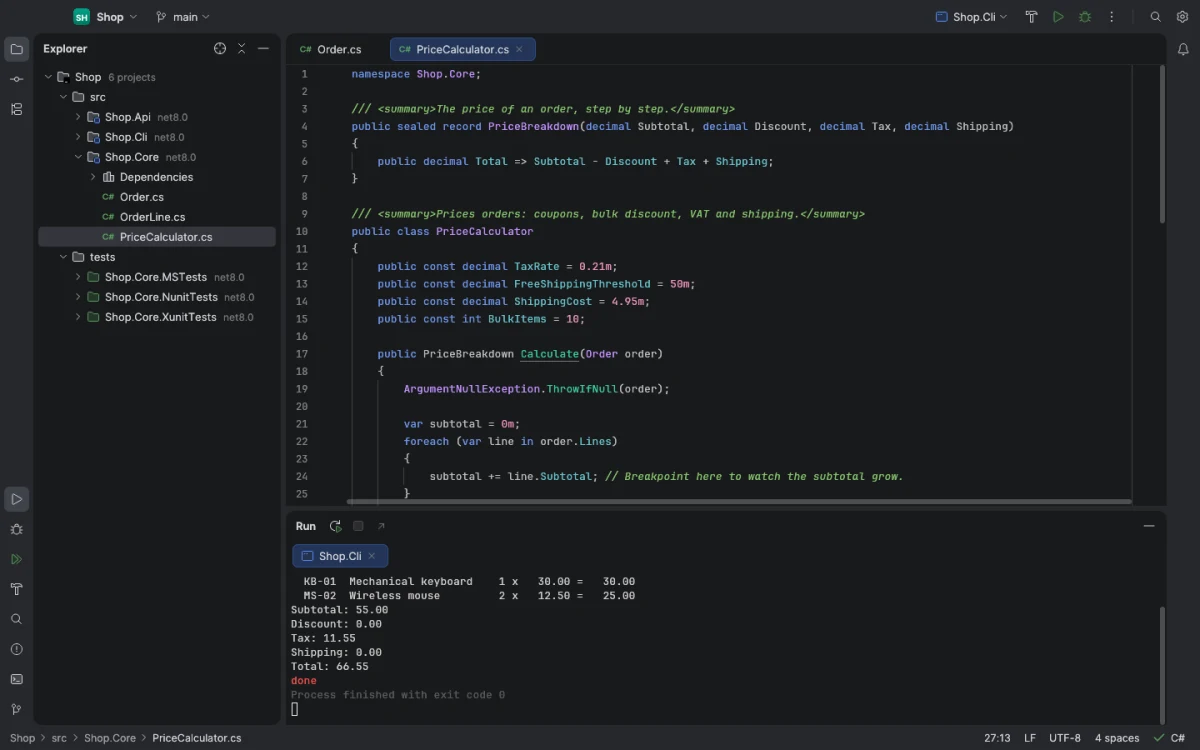 SH Shop main Shop.Cli
Explorer
Shop 6 projects
src
Shop.Api net8.0
Shop.Cli net8.0
Shop.Core net8.0
Dependencies
C# Order.cs
C# OrderLine.cs
C# PriceCalculator.cs
tests
Shop.Core.MSTests net8.0
Shop.Core.NunitTests net8.0
Shop.Core.XunitTests net8.0
C# Order.cs C# PriceCalculator.cs
1 namespace Shop.Core;
2
3 /// <summary>The price of an order, step by step.</summary>
4 public sealed record PriceBreakdown(decimal Subtotal, decimal Discount, decimal Tax, decimal Shipping)
5 {
6 public decimal Total => Subtotal - Discount + Tax + Shipping;
7 }
8
9 /// <summary>Prices orders: coupons, bulk discount, VAT and shipping.</summary>
10 public class PriceCalculator
11 {
12 public const decimal TaxRate = 0.21m;
13 public const decimal FreeShippingThreshold = 50m;
14 public const decimal ShippingCost = 4.95m;
15 public const int BulkItems = 10;
16
17 public PriceBreakdown Calculate(Order order)
18 {
19 ArgumentNullException.ThrowIfNull(order);
20
21 var subtotal = 0m;
22 foreach (var line in order.Lines)
23 {
24 subtotal += line.Subtotal; // Breakpoint here to watch the subtotal grow.
25 }
Run
Shop.Cli
KB-01 Mechanical keyboard 1 x 30.00 = 30.00
MS-02 Wireless mouse 2 x 12.50 = 25.00
Subtotal: 55.00
Discount: 0.00
Tax: 11.55
Shipping: 0.00
Total: 66.55
done
Process finished with exit code 0
Shop > src > Shop.Core > PriceCalculator.cs 27:13 LF UTF-8 4 spaces C#